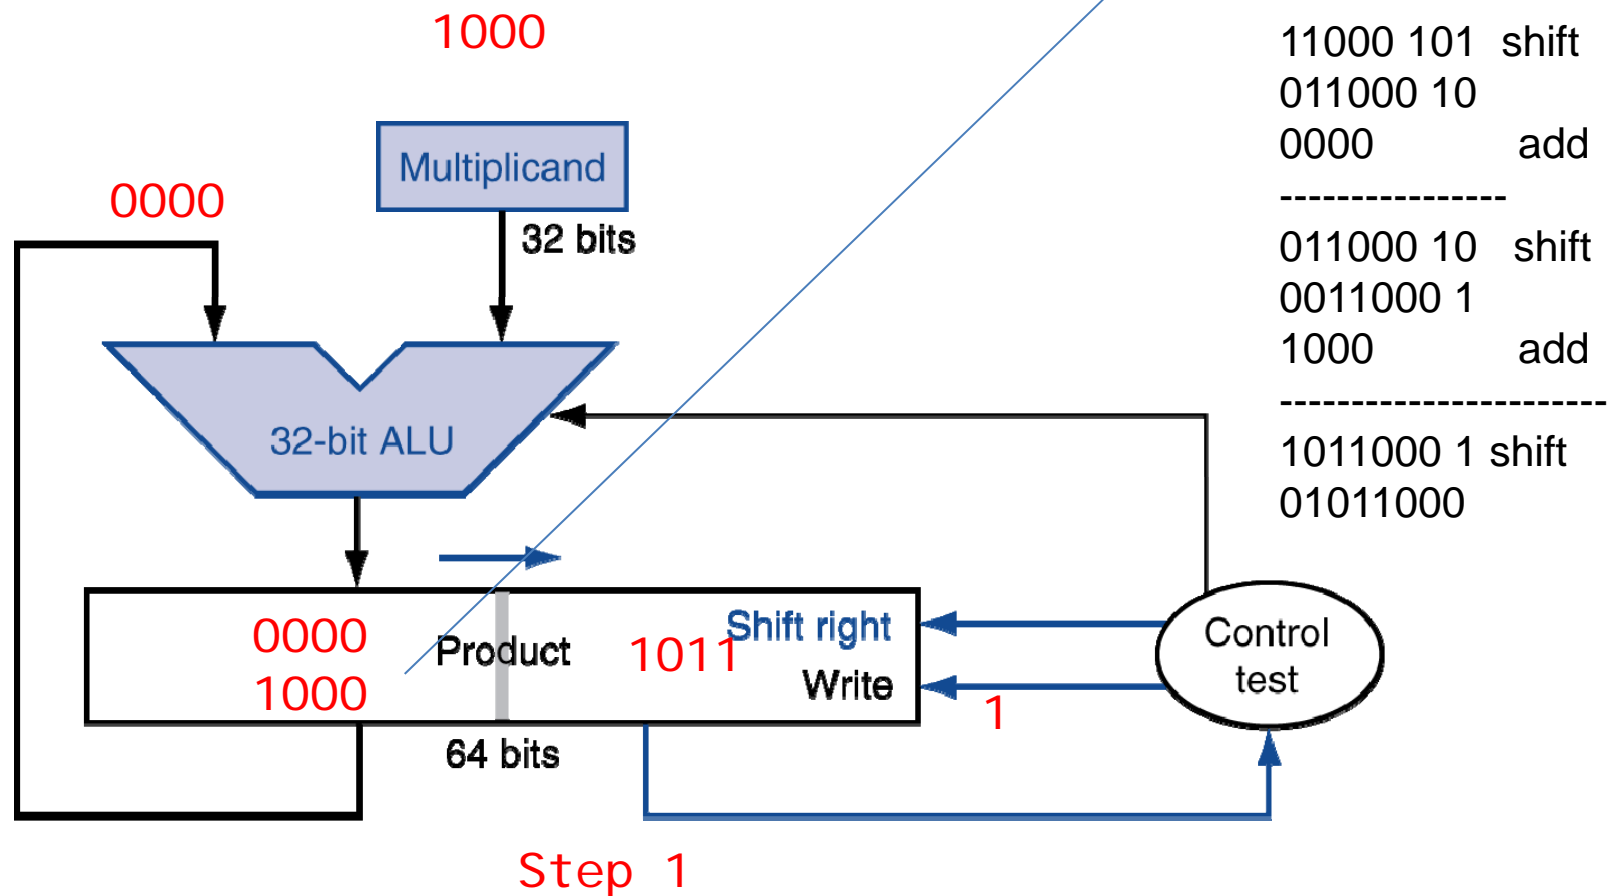 1000
Multiplicand
0000
32 bits
32-bit ALU
0000
1000
Product
1011
Shift right
Write
1
64 bits
Control
test
Step 1
11000 101 shift
011000 10
0000 add
----------------
011000 10 shift
0011000 1
1000 add
-----------------------
1011000 1 shift
01011000